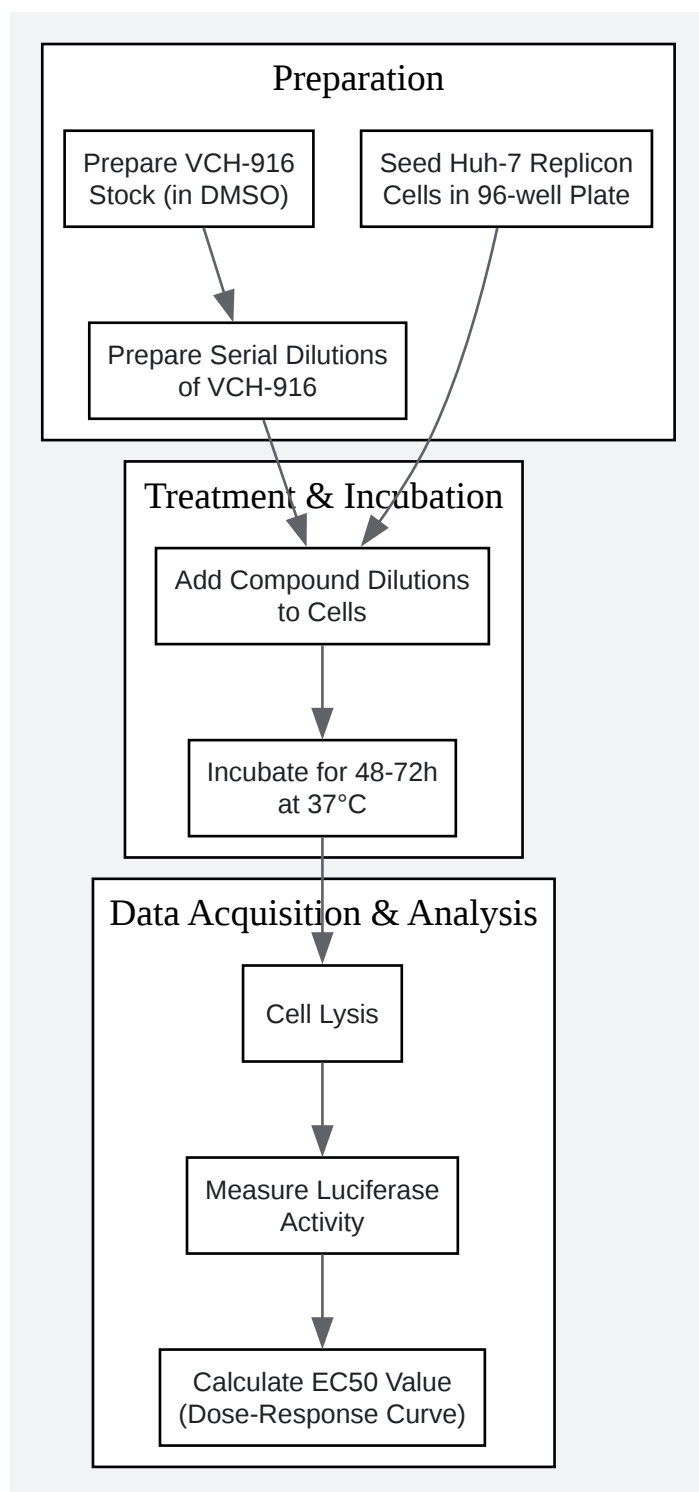 Preparation
Prepare VCH-916
Stock (in DMSO)
Seed Huh-7 Replicon
Cells in 96-well Plate
Prepare Serial Dilutions
of VCH-916
Treatment & Incubation
Add Compound Dilutions
to Cells
Incubate for 48-72h
at 37°C
Data Acquisition & Analysis
Cell Lysis
Measure Luciferase
Activity
Calculate EC50 Value
(Dose-Response Curve)